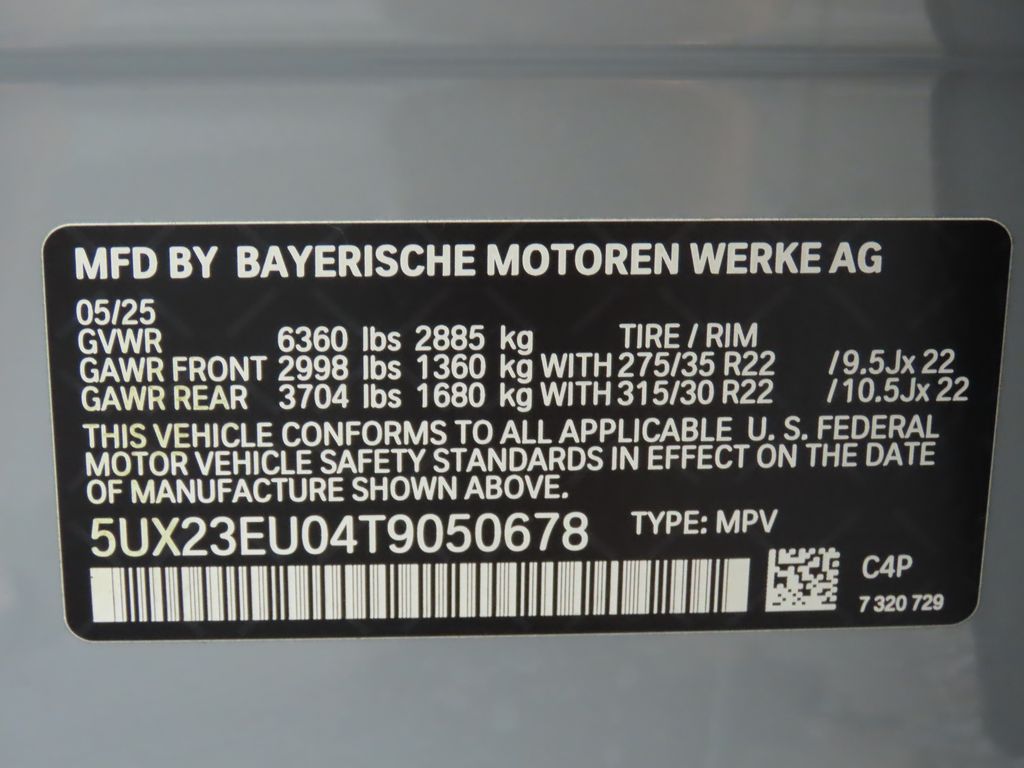 MFD BY BAYERISCHE MOTOREN WERKE AG
05/25
GVWR 6360 lbs 2885 kg TIRE / RIM
GAWR FRONT 2998 lbs 1360 kg WITH 275/35 R22 /9.5Jx 22
GAWR REAR 3704 lbs 1680 kg WITH 315/30 R22 /10.5Jx 22
THIS VEHICLE CONFORMS TO ALL APPLICABLE U. S. FEDERAL
MOTOR VEHICLE SAFETY STANDARDS IN EFFECT ON THE DATE
OF MANUFACTURE SHOWN ABOVE.
5UX23EU04T9050678 TYPE: MPV
C4P
7 320 729